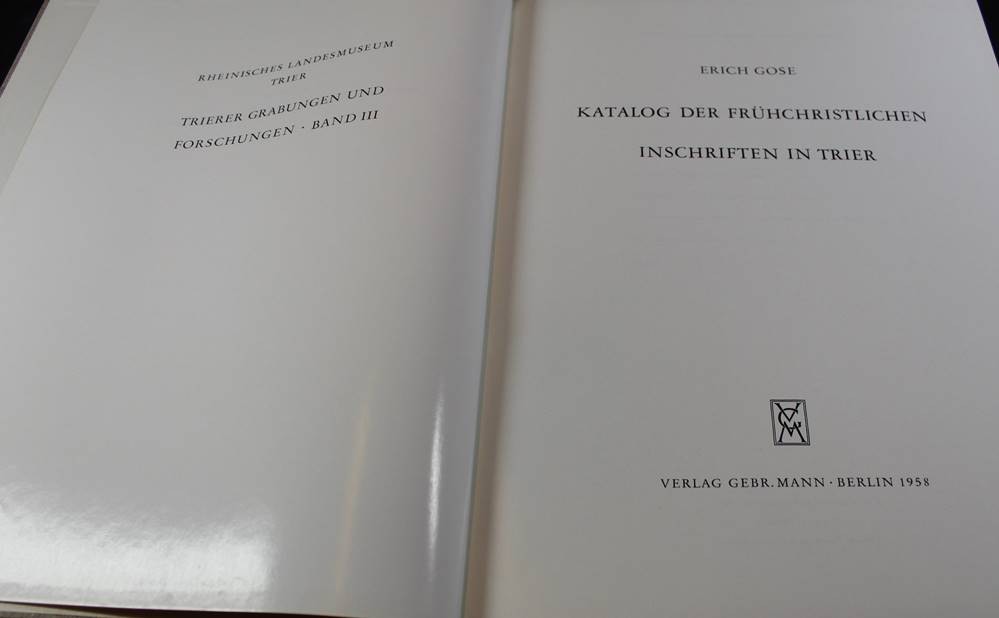 RHEINISCHES LANDESMUSEUM
TRIER
TRIERER GRABUNGEN UND
FORSCHUNGEN · BAND III
ERICH GOSE
KATALOG DER FRÜHCHRISTLICHEN
INSCHRIFTEN IN TRIER
VGM
VERLAG GEBR. MANN · BERLIN 1958